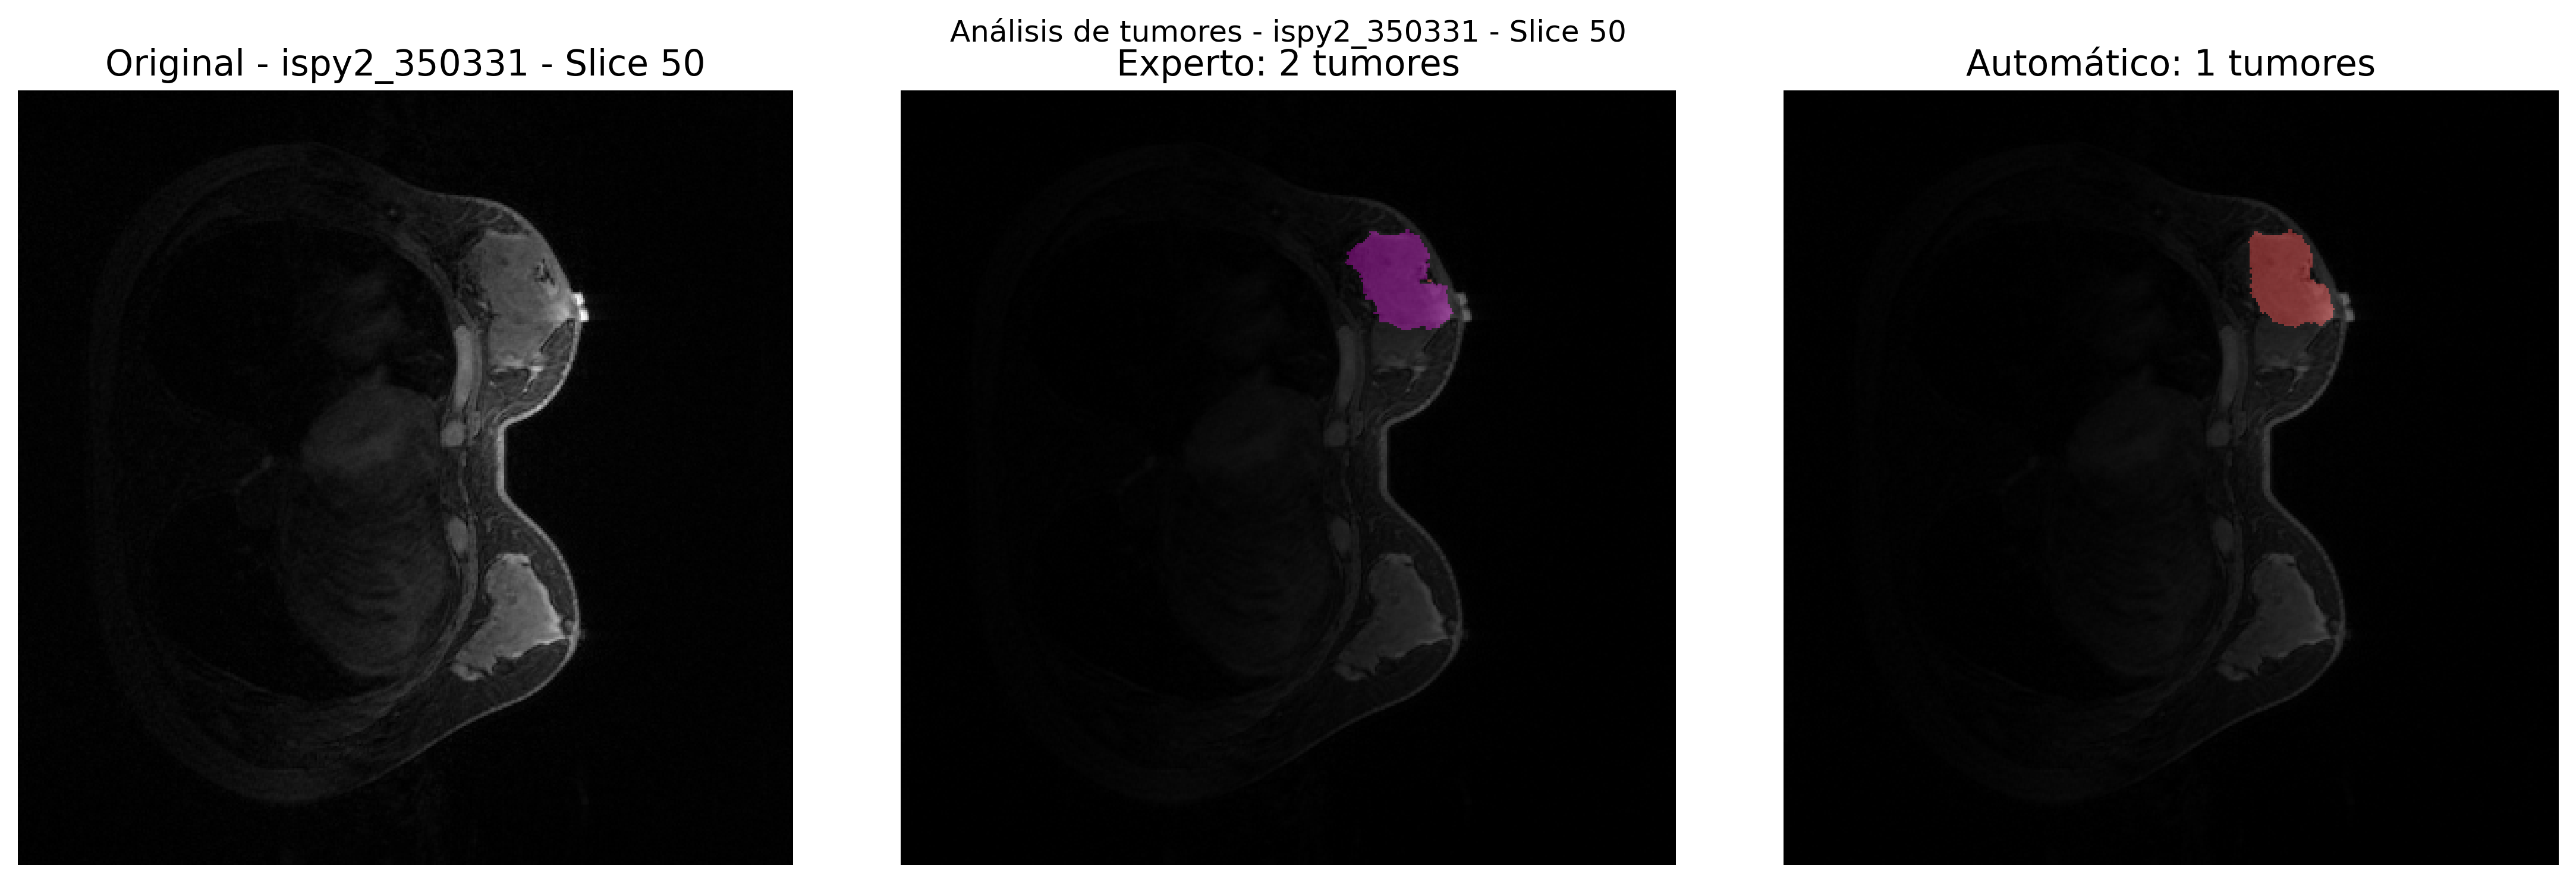 Análisis de tumores - ispy2_350331 - Slice 50
Original - ispy2_350331 - Slice 50
Experto: 2 tumores
Automático: 1 tumores